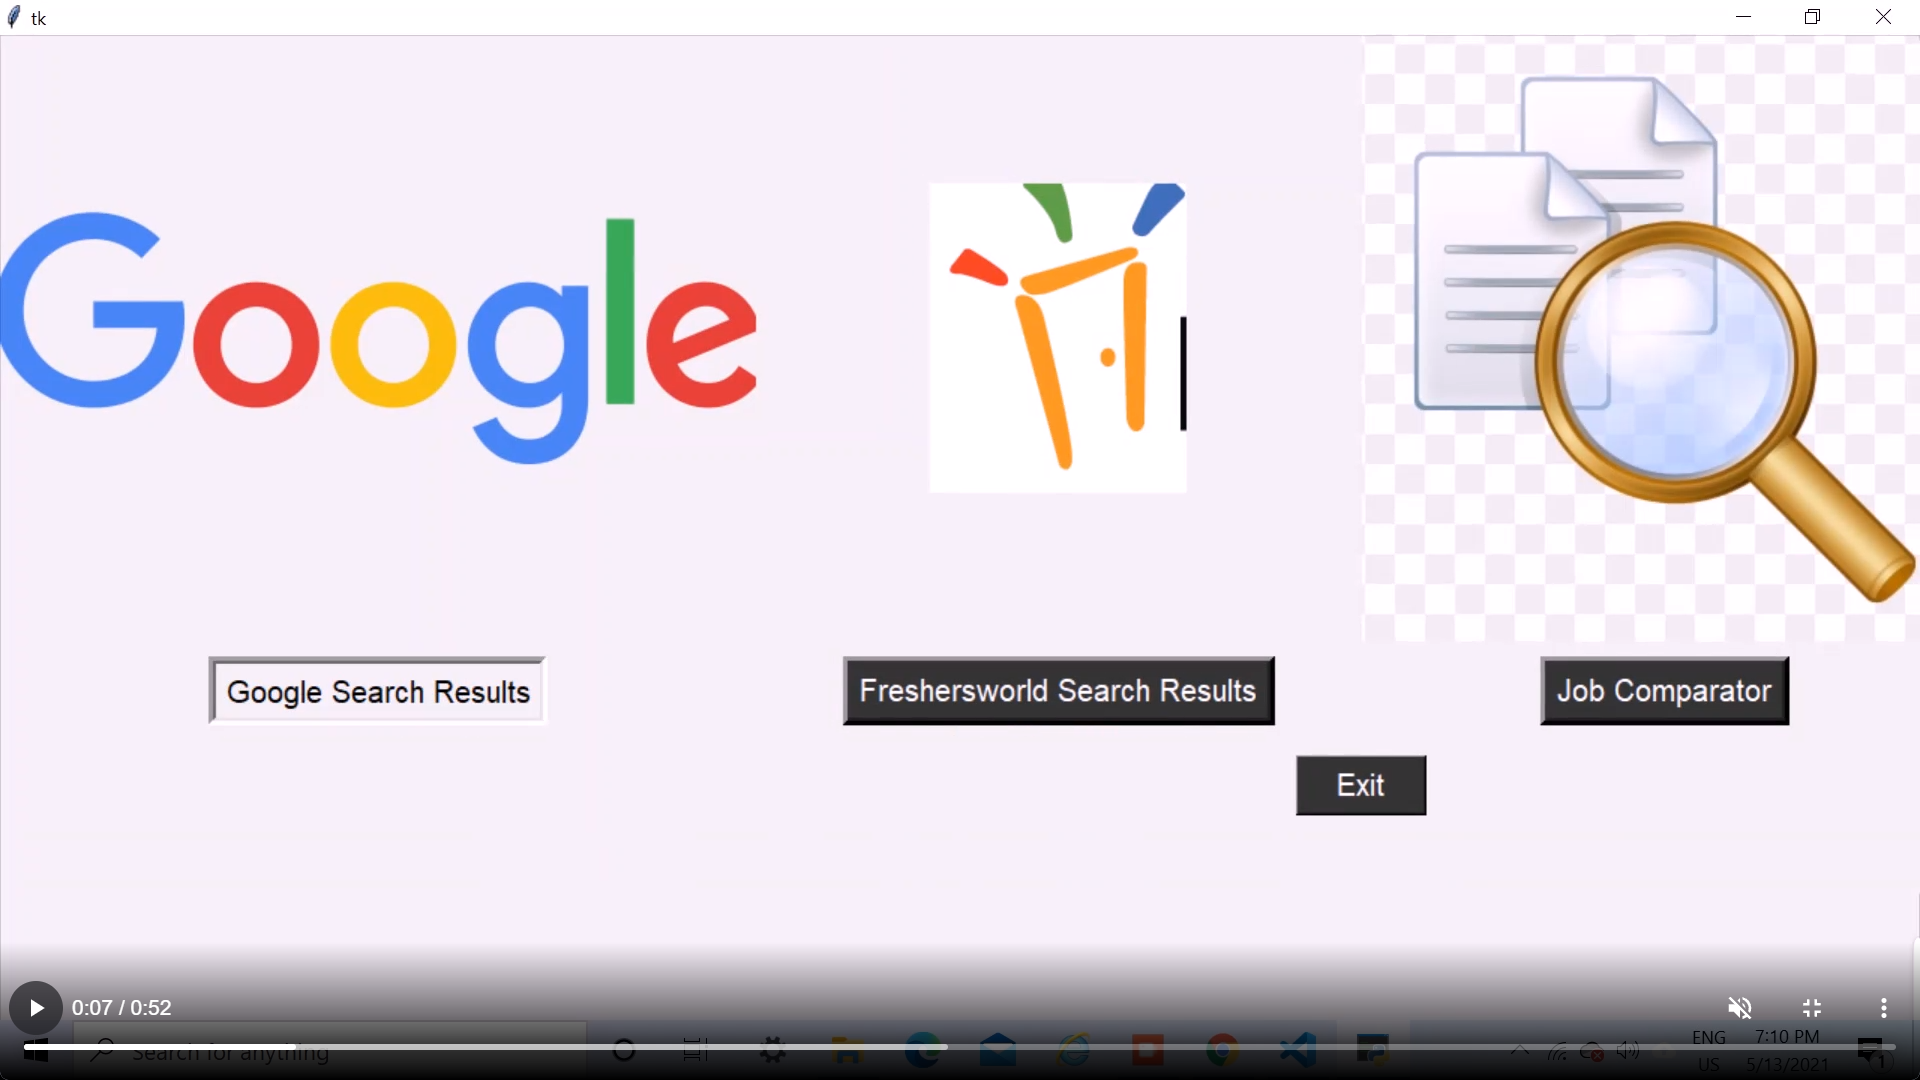 tk
Google
Google Search Results
Freshersworld Search Results
Job Comparator
Exit
0:07 / 0:52
Search for anything
ENG
US
7:10 PM
5/13/2021
1